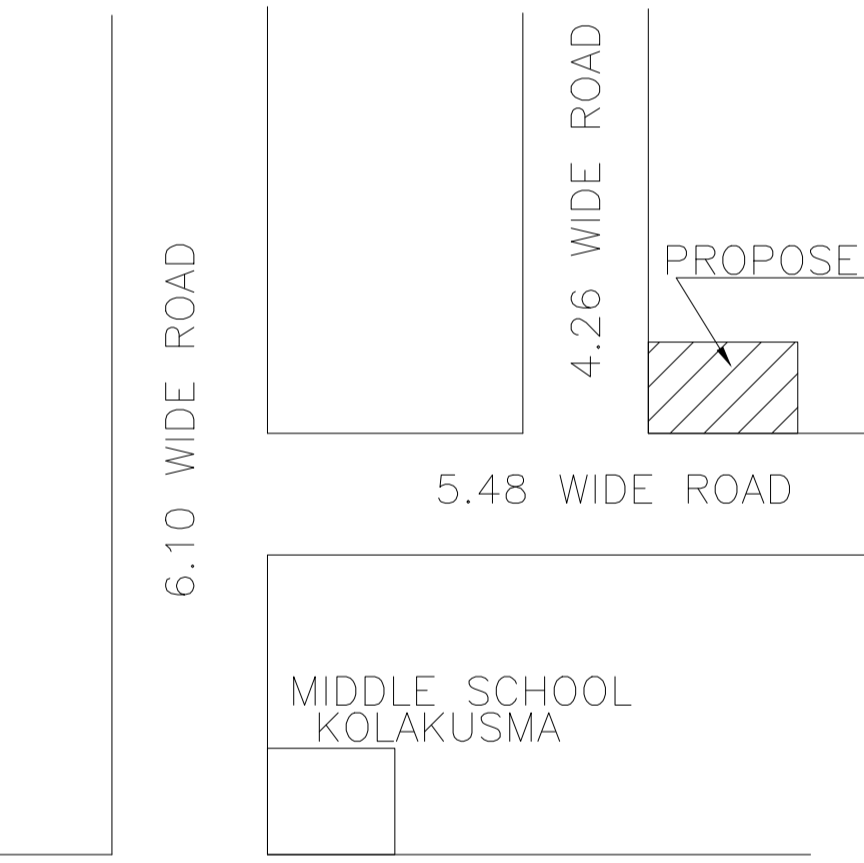 4.26 WIDE ROAD
6.10 WIDE ROAD
PROPOSE
5.48 WIDE ROAD
MIDDLE SCHOOL
KOLAKUSMA